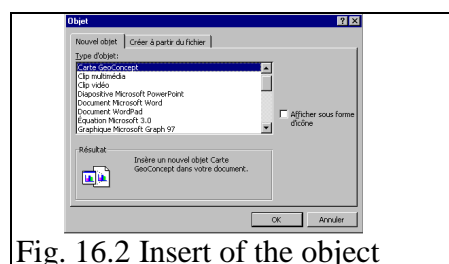 Objet
Nouvel objet
Créer à partir du fichier
Type d'objet:
Carte GeoConcept
Clip multimédia
Clip vidéo
Diapositive Microsoft PowerPoint
Document Microsoft Word
Document WordPad
Équation Microsoft 3.0
Graphique Microsoft Graph 97
Afficher sous forme
d'icône
Résultat
Insère un nouvel objet Carte
GeoConcept dans votre document.
OK
Annuler
Fig. 16.2 Insert of the object